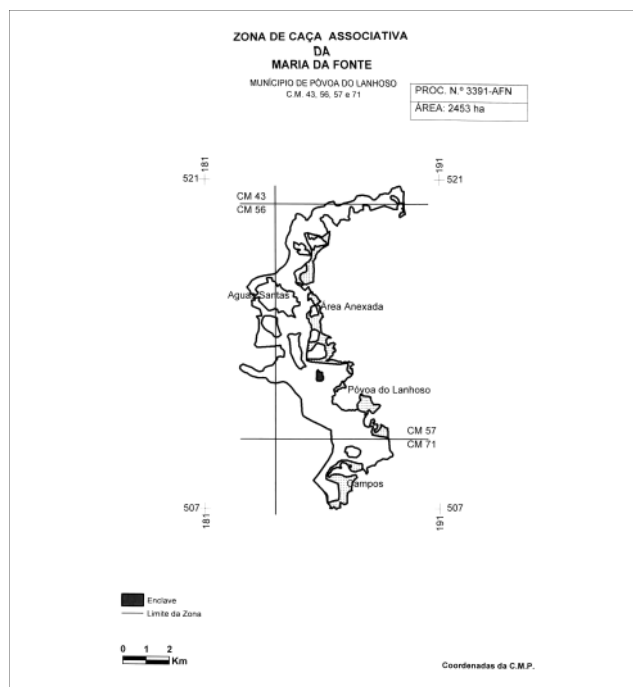 ZONA DE CAÇA ASSOCIATIVA
DA
MARIA DA FONTE
MUNÍCIPIO DE PÓVOA DO LANHOSO
C.M. 43, 56, 57 e 71
PROC. N.º 3391-AFN
ÁREA: 2453 ha
181
191
521
521
CM 43
CM 56
Aguas Santas
Área Anexada
Póvoa do Lanhoso
CM 57
CM 71
Campos
507
507
181
191
Enclave
Limite da Zona
0 1 2
Km
Coordenadas da C.M.P.